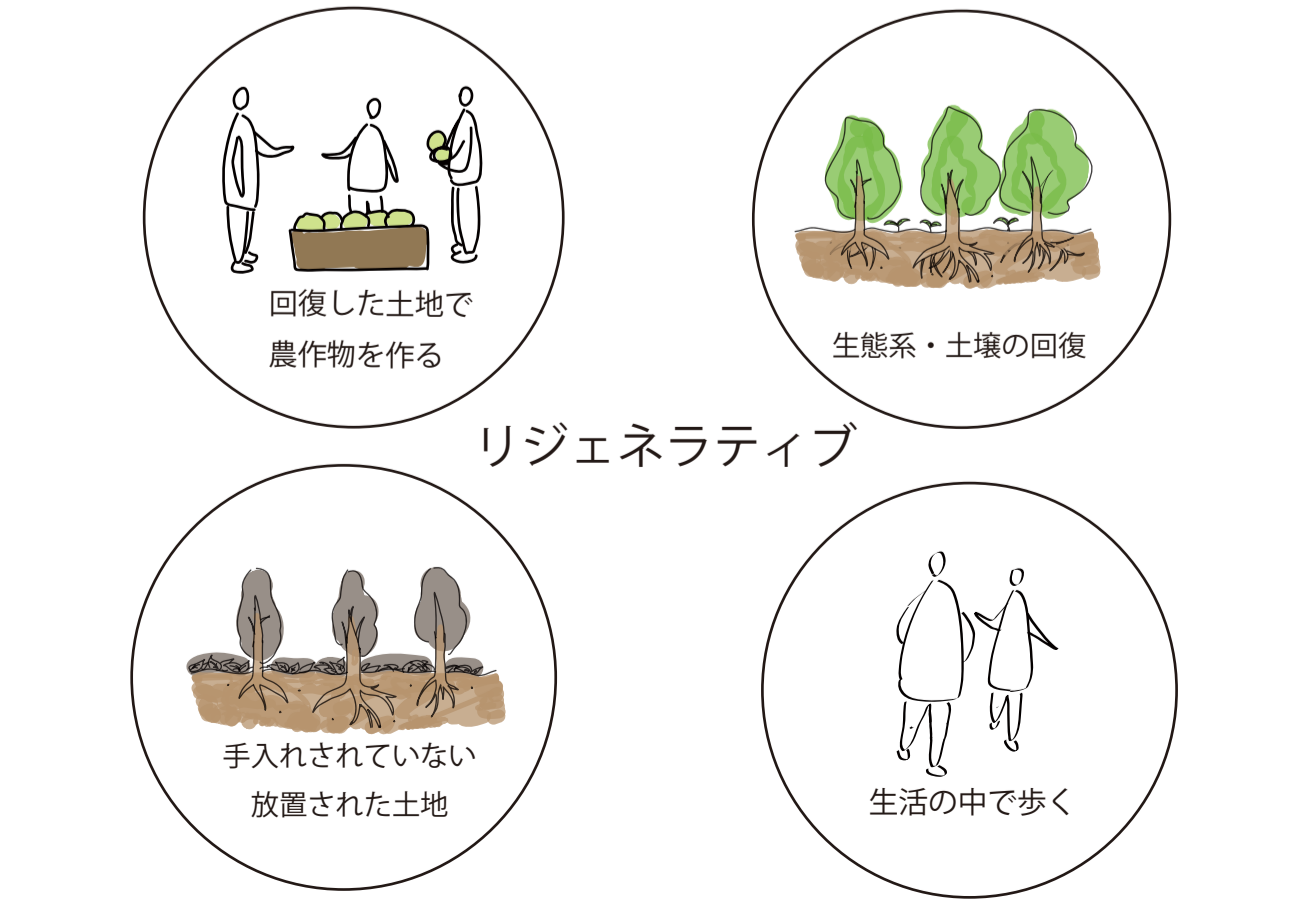 回復した土地で
農作物を作る
生態系・土壌の回復
リジェネラティブ
手入れされていない
放置された土地
生活の中で歩く